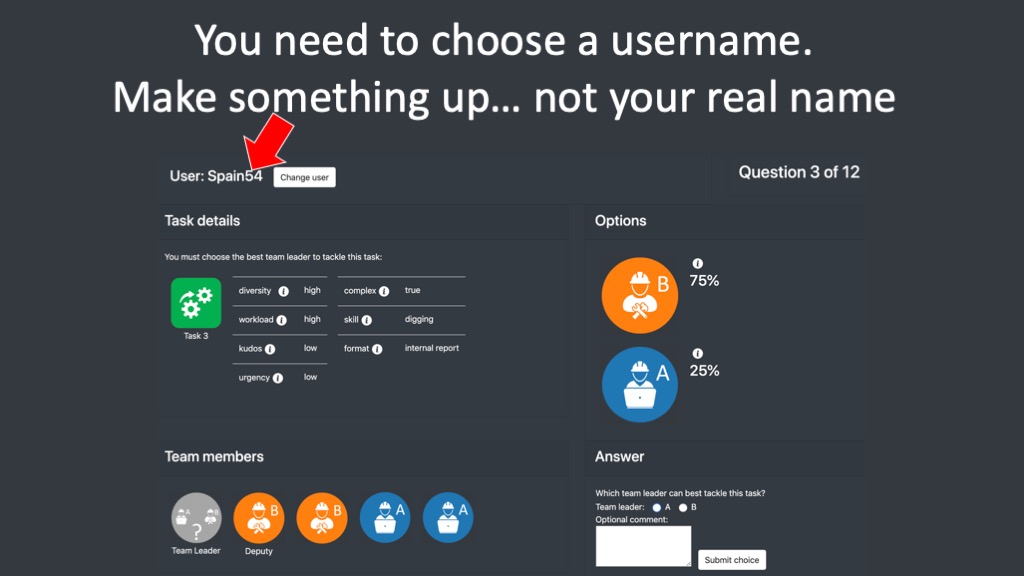 You need to choose a username.
Make something up... not your real name
User: Spain54
Change user
Question 3 of 12
Task details
You must choose the best team leader to tackle this task:
Task 3
diversity i high
complex i true
workload i high
skill i digging
kudos i low
format i internal report
urgency i low
Options
B
i
75%
A
i
25%
Team members
A B
?
Team Leader
B
Deputy
B
A
A
Answer
Which team leader can best tackle this task?
Team leader: A B
Optional comment:
Submit choice